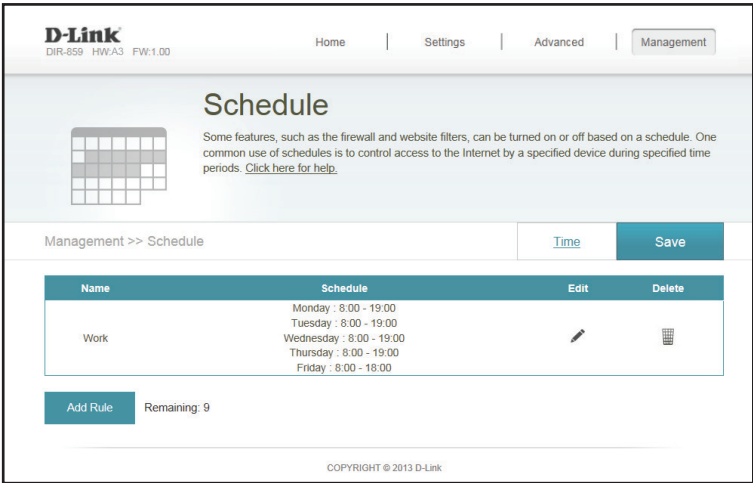 D-Link
DIR-859 HW:A3 FW:1.00
Home
Settings
Advanced
Management
Schedule
Some features, such as the firewall and website filters, can be turned on or off based on a schedule. One
common use of schedules is to control access to the Internet by a specified device during specified time
periods. Click here for help.
Management >> Schedule
Time
Save
Name Schedule Edit Delete
Monday : 8:00 - 19:00
Tuesday : 8:00 - 19:00
Work Wednesday : 8:00 - 19:00
Thursday : 8:00 - 19:00
Friday : 8:00 - 18:00
Add Rule Remaining: 9
COPYRIGHT © 2013 D-Link